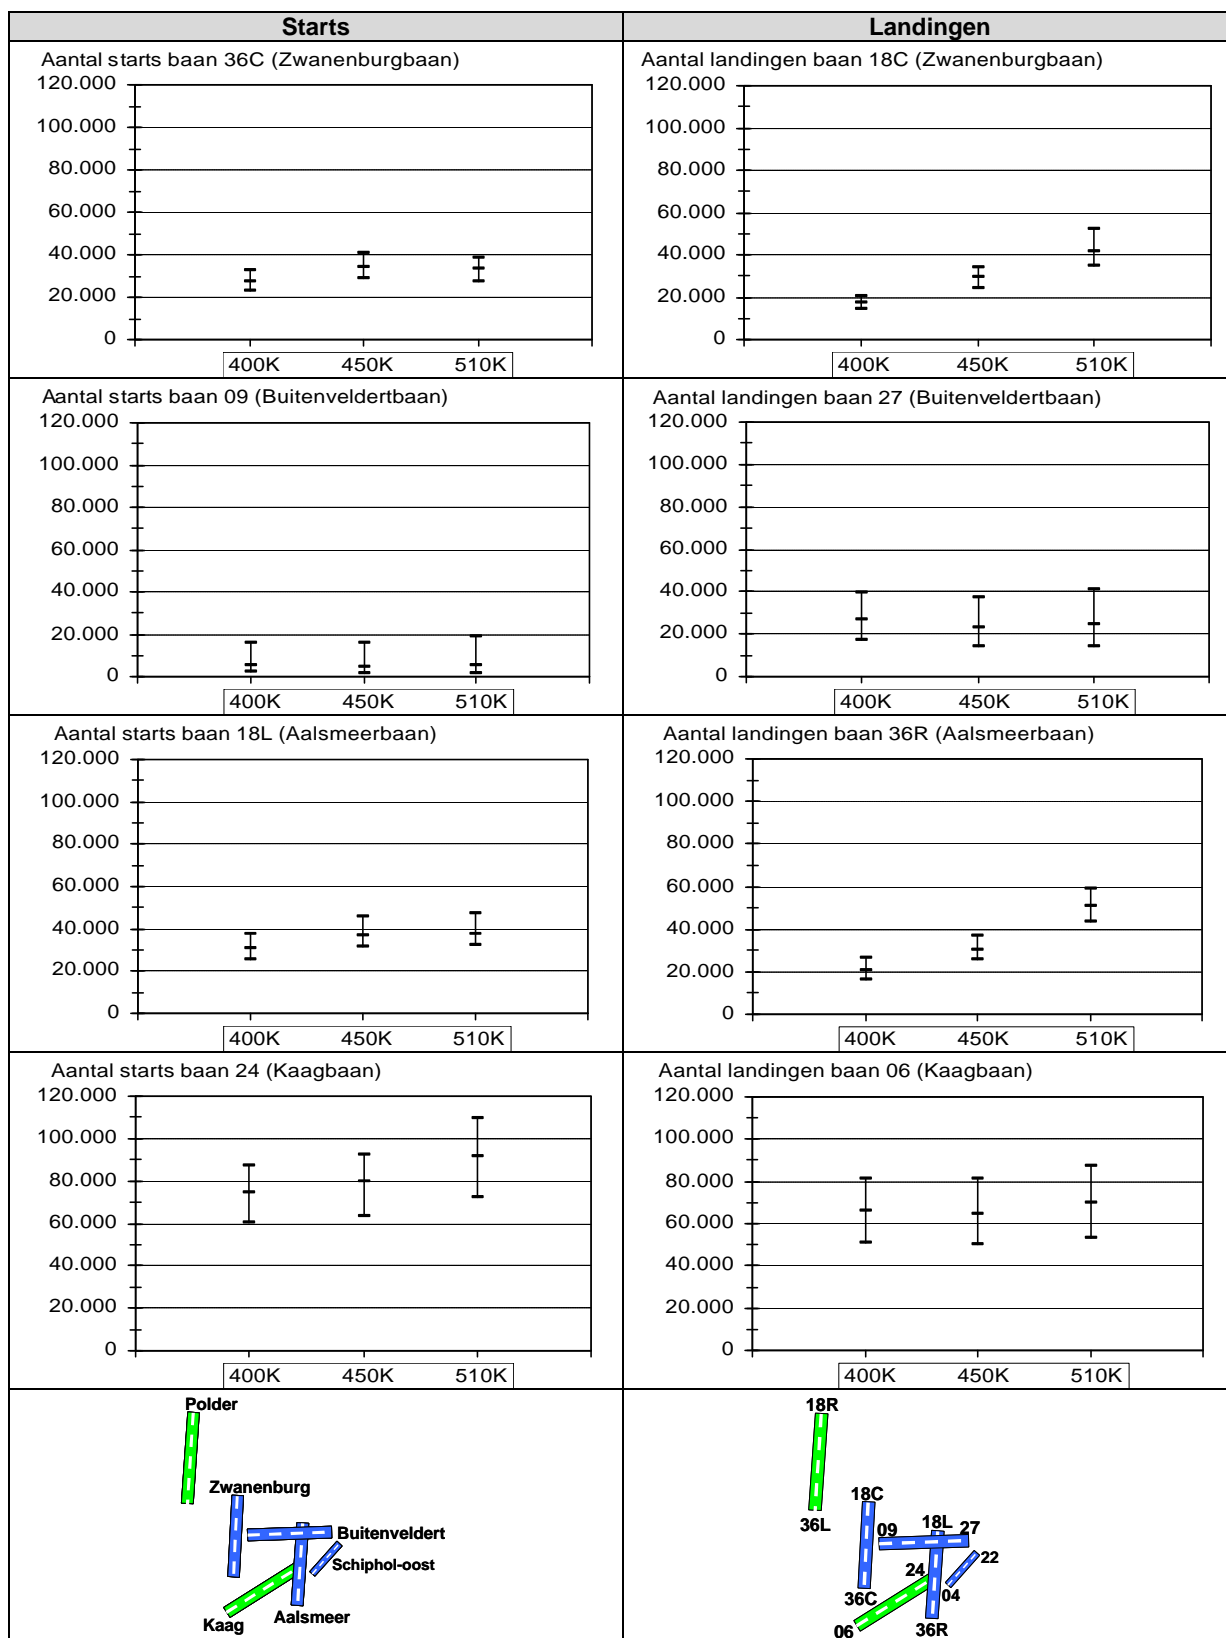 Starts
Landingen
Aantal starts baan 36C (Zwanenburgbaan)
120.000
100.000
80.000
60.000
40.000
20.000
0
400K 450K 510K
Aantal landingen baan 18C (Zwanenburgbaan)
120.000
100.000
80.000
60.000
40.000
20.000
0
400K 450K 510K
Aantal starts baan 09 (Buitenveldertbaan)
120.000
100.000
80.000
60.000
40.000
20.000
0
400K 450K 510K
Aantal landingen baan 27 (Buitenveldertbaan)
120.000
100.000
80.000
60.000
40.000
20.000
0
400K 450K 510K
Aantal starts baan 18L (Aalsmeerbaan)
120.000
100.000
80.000
60.000
40.000
20.000
0
400K 450K 510K
Aantal landingen baan 36R (Aalsmeerbaan)
120.000
100.000
80.000
60.000
40.000
20.000
0
400K 450K 510K
Aantal starts baan 24 (Kaagbaan)
120.000
100.000
80.000
60.000
40.000
20.000
0
400K 450K 510K
Aantal landingen baan 06 (Kaagbaan)
120.000
100.000
80.000
60.000
40.000
20.000
0
400K 450K 510K
Polder
Zwanenburg
Buitenveldert
Schiphol-oost
Aalsmeer
Kaag
18R
18C
36L
09
18L
27
22
24
36C
04
06
36R